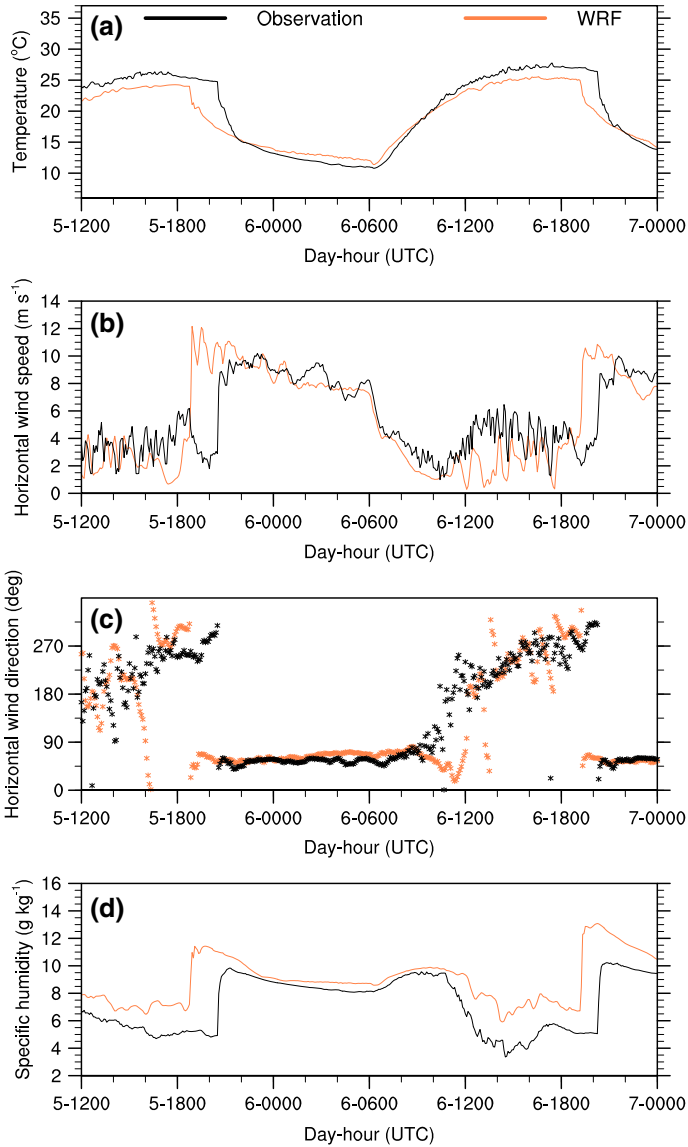 (a)
Observation
WRF
Temperature (°C)
35
30
25
20
15
10
5-1200 5-1800 6-0000 6-0600 6-1200 6-1800 7-0000
Day-hour (UTC)
(b)
Horizontal wind speed (m s⁻¹)
14
12
10
8
6
4
2
0
5-1200 5-1800 6-0000 6-0600 6-1200 6-1800 7-0000
Day-hour (UTC)
(c)
Horizontal wind direction (deg)
270
180
90
0
5-1200 5-1800 6-0000 6-0600 6-1200 6-1800 7-0000
Day-hour (UTC)
(d)
Specific humidity (g kg⁻¹)
16
14
12
10
8
6
4
2
5-1200 5-1800 6-0000 6-0600 6-1200 6-1800 7-0000
Day-hour (UTC)